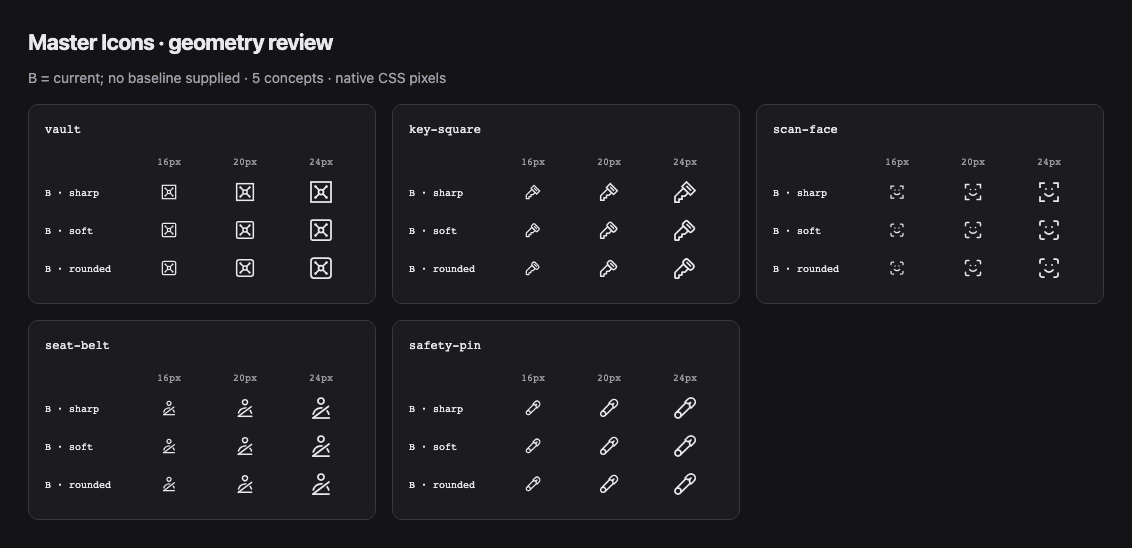 Master Icons · geometry review
B = current; no baseline supplied · 5 concepts · native CSS pixels
vault
16px 20px 24px
B · sharp
B · soft
B · rounded
key-square
16px 20px 24px
B · sharp
B · soft
B · rounded
scan-face
16px 20px 24px
B · sharp
B · soft
B · rounded
seat-belt
16px 20px 24px
B · sharp
B · soft
B · rounded
safety-pin
16px 20px 24px
B · sharp
B · soft
B · rounded